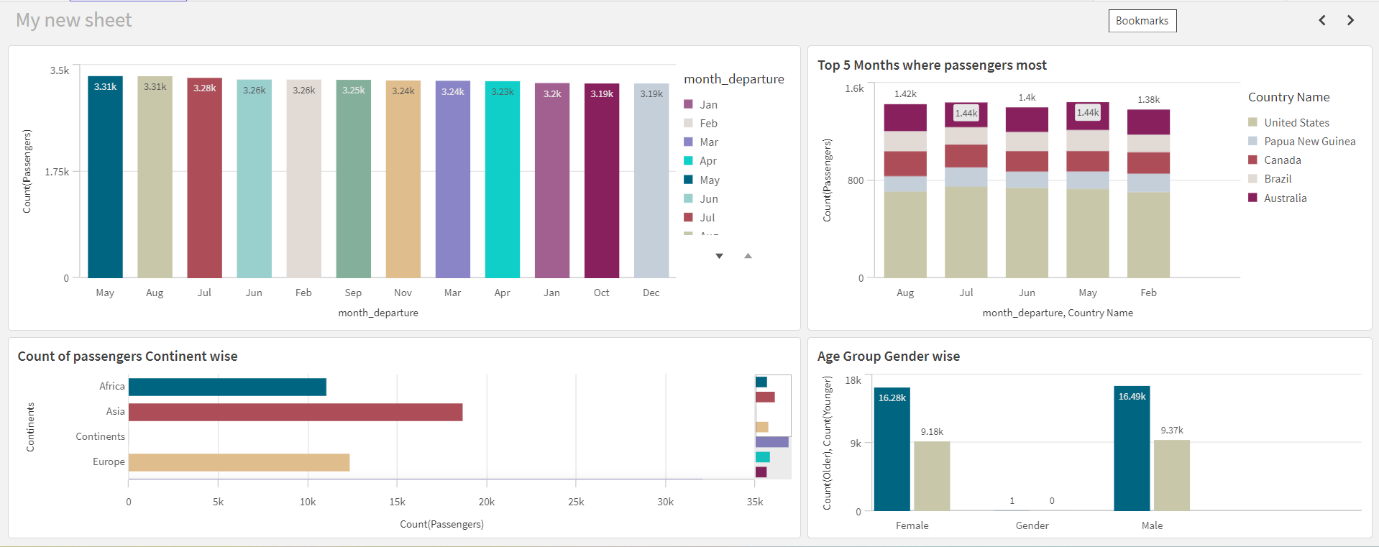 My new sheet
Bookmarks
3.5k
1.75k
0
Count(Passengers)
3.31k 3.31k 3.28k 3.26k 3.26k 3.25k 3.24k 3.24k 3.23k 3.2k 3.19k 3.19k
May Aug Jul Jun Feb Sep Nov Mar Apr Jan Oct Dec
month_departure
month_departure
Jan
Feb
Mar
Apr
May
Jun
Jul
Aug
Top 5 Months where passengers most
1.6k
800
0
Count(Passengers)
1.42k 1.44k 1.4k 1.44k 1.38k
Aug Jul Jun May Feb
month_departure, Country Name
Country Name
United States
Papua New Guinea
Canada
Brazil
Australia
Count of passengers Continent wise
Continents
Africa
Asia
Continents
Europe
0 5k 10k 15k 20k 25k 30k 35k
Count(Passengers)
Age Group Gender wise
18k
9k
0
Count(Older), Count(Younger)
16.28k 9.18k 1 0 16.49k 9.37k
Female Gender Male